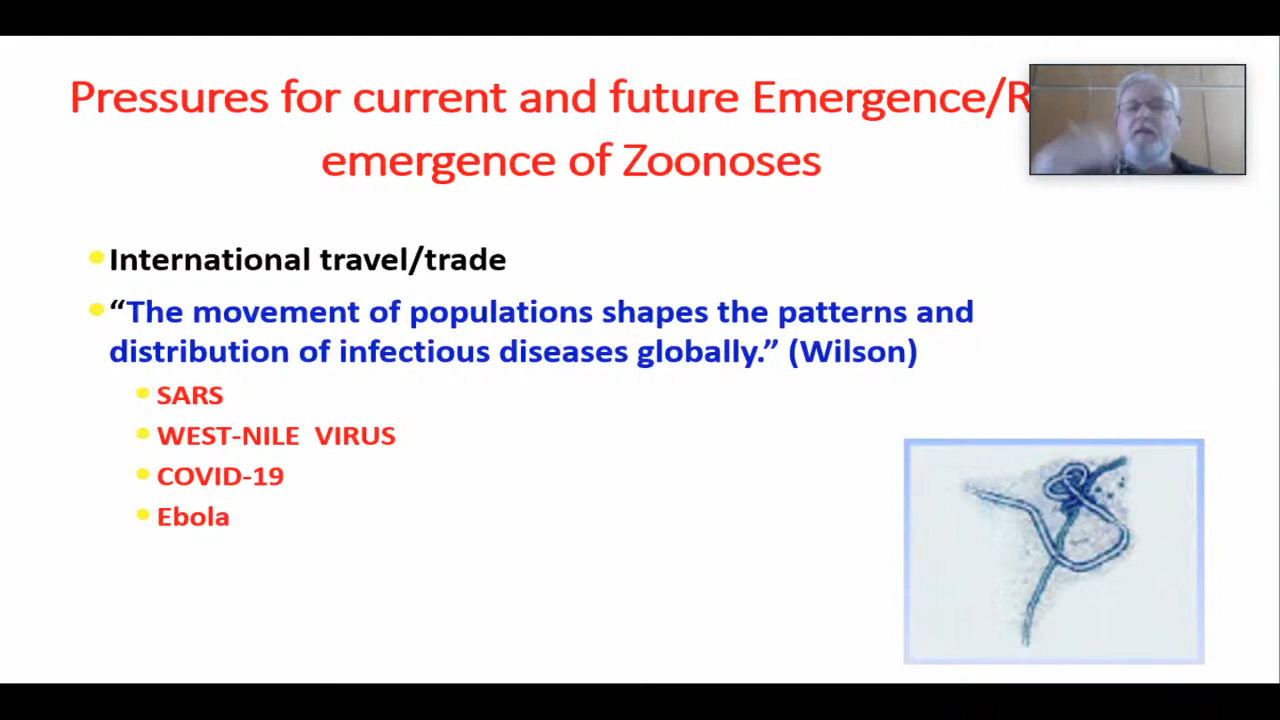 Pressures for current and future Emergence/R
emergence of Zoonoses
International travel/trade
“The movement of populations shapes the patterns and
distribution of infectious diseases globally.” (Wilson)
SARS
WEST-NILE VIRUS
COVID-19
Ebola